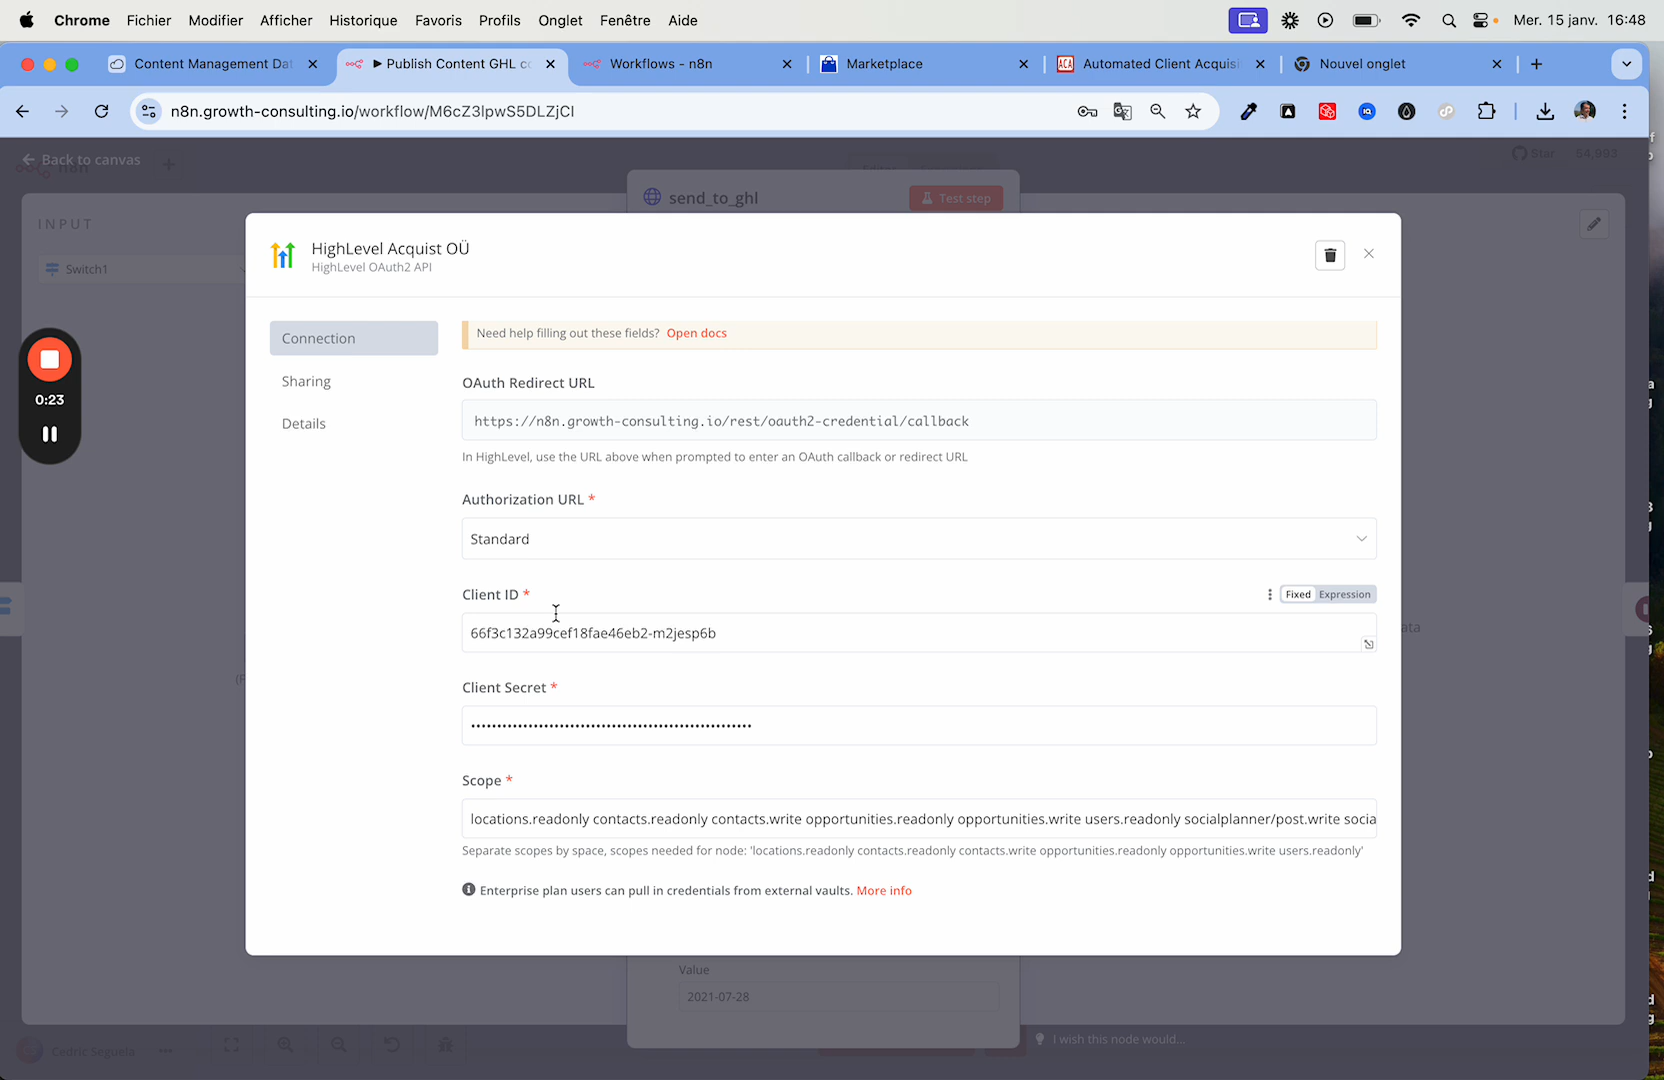 Chrome Fichier Modifier Afficher Historique Favoris Profils Onglet Fenêtre Aide Mer. 15 janv. 16:48
Content Management Dat
Publish Content GHL co
Workflows - n8n
Marketplace
Automated Client Acquisi
Nouvel onglet
n8n.growth-consulting.io/workflow/M6cZ3lpwS5DLZjCI
Back to canvas
n8n
Star 54,993
send_to_ghl
Test step
INPUT
Switch1
HighLevel Acquist OÜ
HighLevel OAuth2 API
Connection
Sharing
Details
0:23
Need help filling out these fields? Open docs
OAuth Redirect URL
https://n8n.growth-consulting.io/rest/oauth2-credential/callback
In HighLevel, use the URL above when prompted to enter an OAuth callback or redirect URL
Authorization URL *
Standard
Client ID *
Fixed Expression
66f3c132a99cef18fae46eb2-m2jesp6b
Client Secret *
••••••••••••••••••••••••••••••••••••••••••••••••••••••
Scope *
locations.readonly contacts.readonly contacts.write opportunities.readonly opportunities.write users.readonly socialplanner/post.write socia
Separate scopes by space, scopes needed for node: 'locations.readonly contacts.readonly contacts.write opportunities.readonly opportunities.write users.readonly'
Enterprise plan users can pull in credentials from external vaults. More info
Value
2021-07-28
I wish this node would...
Cedric Seguela